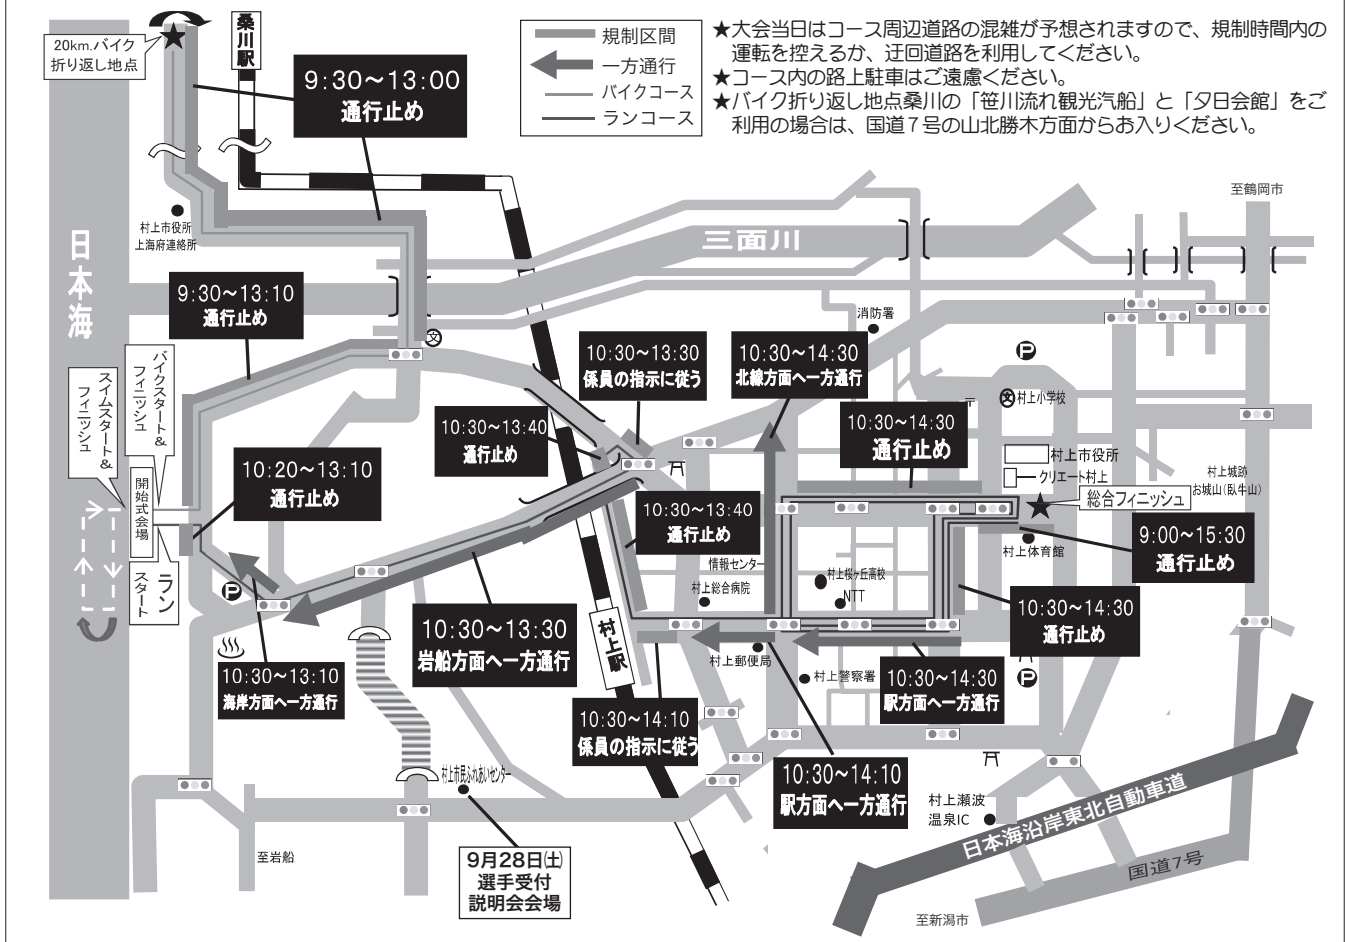 20km.バイク
折り返し地点
桑川駅
9:30〜13:00
通行止め
規制区間
一方通行
バイクコース
ランコース
★大会当日はコース周辺道路の混雑が予想されますので、規制時間内の
運転を控えるか、迂回道路を利用してください。
★コース内の路上駐車はご遠慮ください。
★バイク折り返し地点桑川の「笹川流れ観光汽船」と「夕日会館」をご
利用の場合は、国道7号の山北勝木方面からお入りください。
至鶴岡市
村上市役所
上海府連絡所
三面川
日本海
9:30〜13:10
通行止め
消防署
文
10:30〜13:30
係員の指示に従う
10:30〜14:30
北線方面へ一方通行
P
バイクスタート&
フィニッシュ
スイムスタート&
フィニッシュ
文村上小学校
10:30〜13:40
通行止め
10:30〜14:30
通行止め
10:20〜13:10
通行止め
村上市役所
クリエート村上
村上城跡
お城山(臥牛山)
総合フィニッシュ
開始式会場
10:30〜13:40
通行止め
9:00〜15:30
通行止め
村上体育館
情報センター
村上総合病院
村上桜ヶ丘高校
NTT
ラン
スタート
P
10:30〜14:30
通行止め
10:30〜13:30
岩船方面へ一方通行
村上駅
村上郵便局
村上警察署
10:30〜13:10
海岸方面へ一方通行
10:30〜14:30
駅方面へ一方通行
P
10:30〜14:10
係員の指示に従う
10:30〜14:10
駅方面へ一方通行
村上市民ふれあいセンター
村上瀬波
温泉IC
日本海沿岸東北自動車道
国道7号
至岩船
9月28日㈯
選手受付
説明会会場
至新潟市